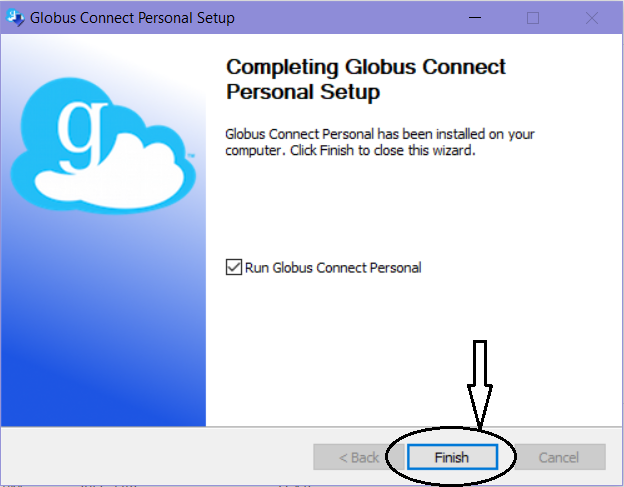 Globus Connect Personal Setup
g
Completing Globus Connect
Personal Setup
Globus Connect Personal has been installed on your
computer. Click Finish to close this wizard.
Run Globus Connect Personal
< Back
Finish
Cancel